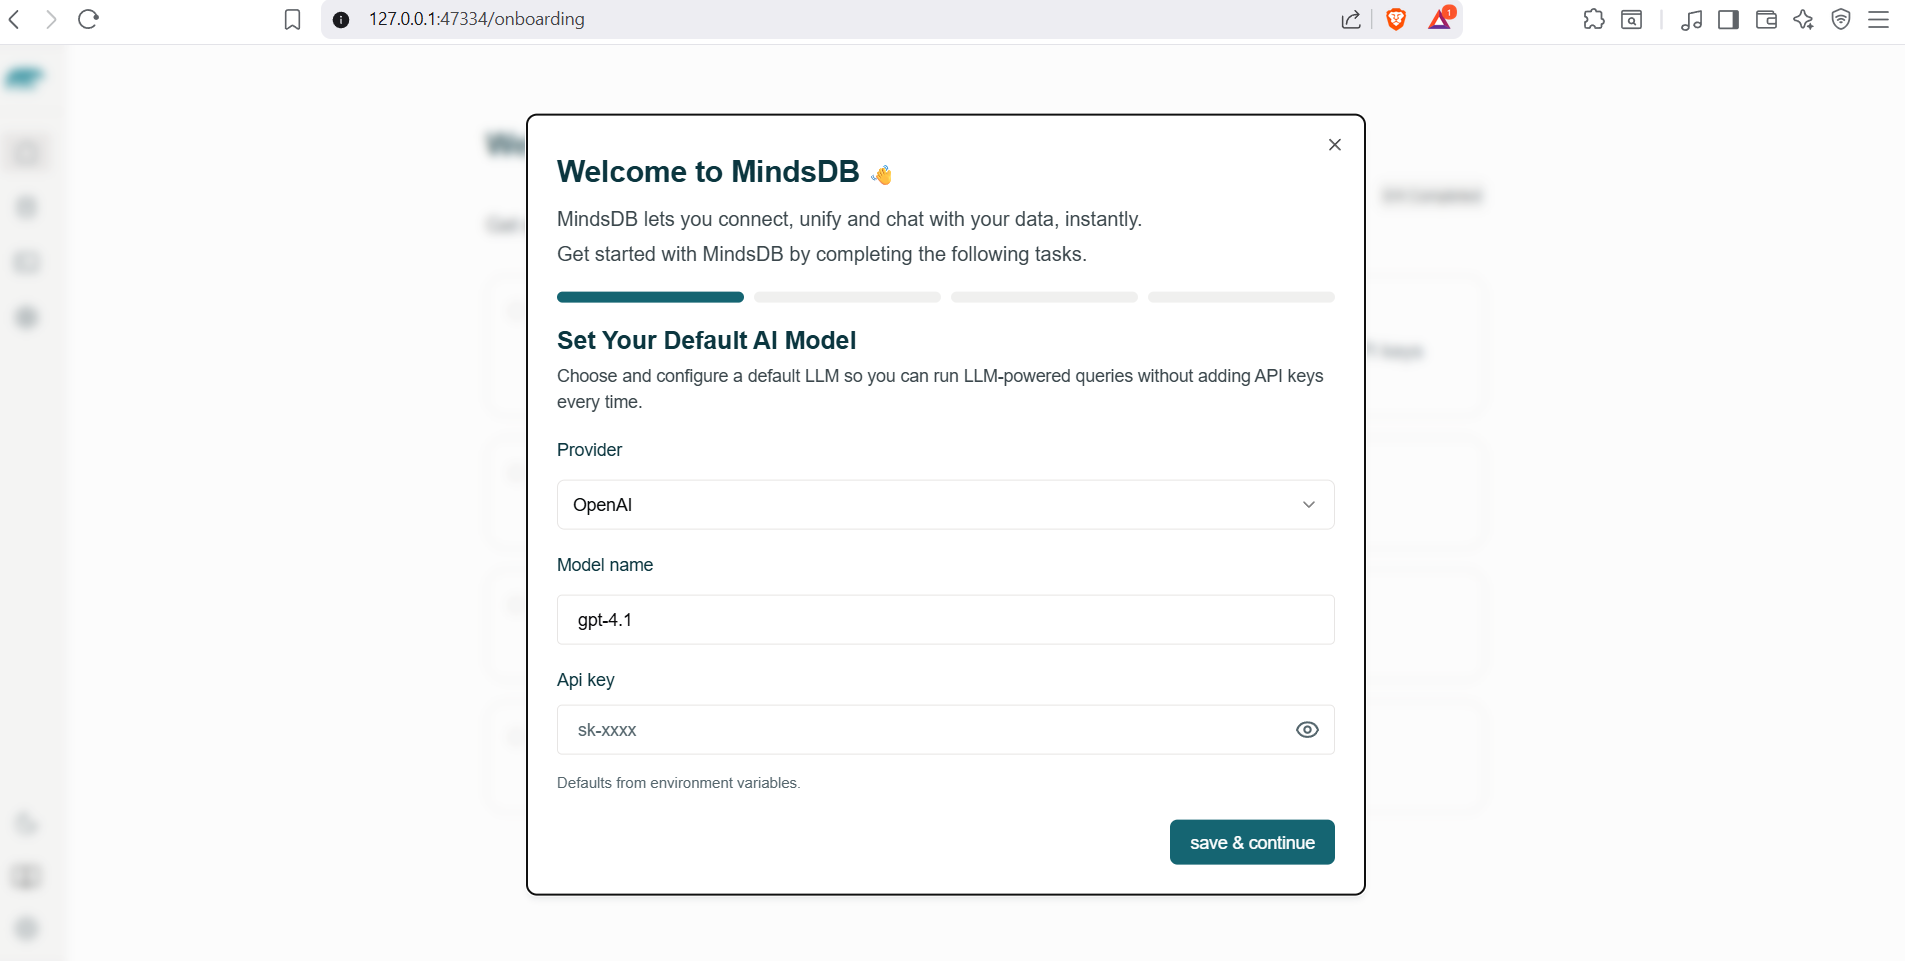 127.0.0.1:47334/onboarding
1
Welcome to MindsDB 👋
MindsDB lets you connect, unify and chat with your data, instantly.
Get started with MindsDB by completing the following tasks.
Set Your Default AI Model
Choose and configure a default LLM so you can run LLM-powered queries without adding API keys
every time.
Provider
OpenAI
Model name
gpt-4.1
Api key
sk-xxxx
Defaults from environment variables.
save & continue